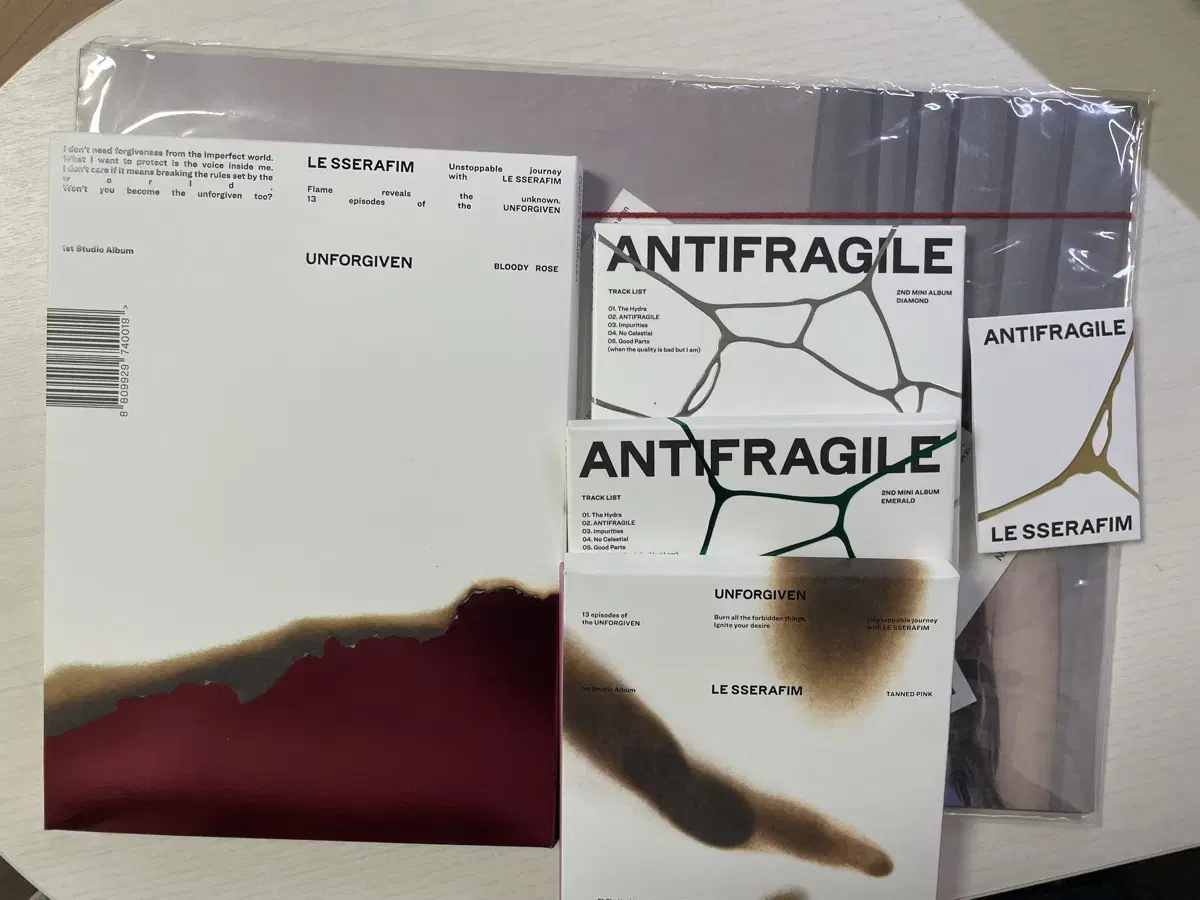 I don't need forgiveness from the imperfect world.
What I want to protect is the voice inside me.
I don't care if it means breaking the rules set by the
w o r l d .
Won't you become the unforgiven too?
LE SSERAFIM
Flame reveals the unknown.
13 episodes of the UNFORGIVEN
Unstoppable journey
with LE SSERAFIM
1st Studio Album
UNFORGIVEN
BLOODY ROSE
8 809929 740019 >
ANTIFRAGILE
TRACK LIST
2ND MINI ALBUM
DIAMOND
01. The Hydra
02. ANTIFRAGILE
03. Impurities
04. No Celestial
05. Good Parts
(when the quality is bad but I am)
ANTIFRAGILE
LE SSERAFIM
ANTIFRAGILE
TRACK LIST
2ND MINI ALBUM
EMERALD
01. The Hydra
02. ANTIFRAGILE
03. Impurities
04. No Celestial
05. Good Parts
UNFORGIVEN
13 episodes of
the UNFORGIVEN
Burn all the forbidden things,
Ignite your desire
Unstoppable journey
with LE SSERAFIM
1st Studio Album
LE SSERAFIM
TANNED PINK